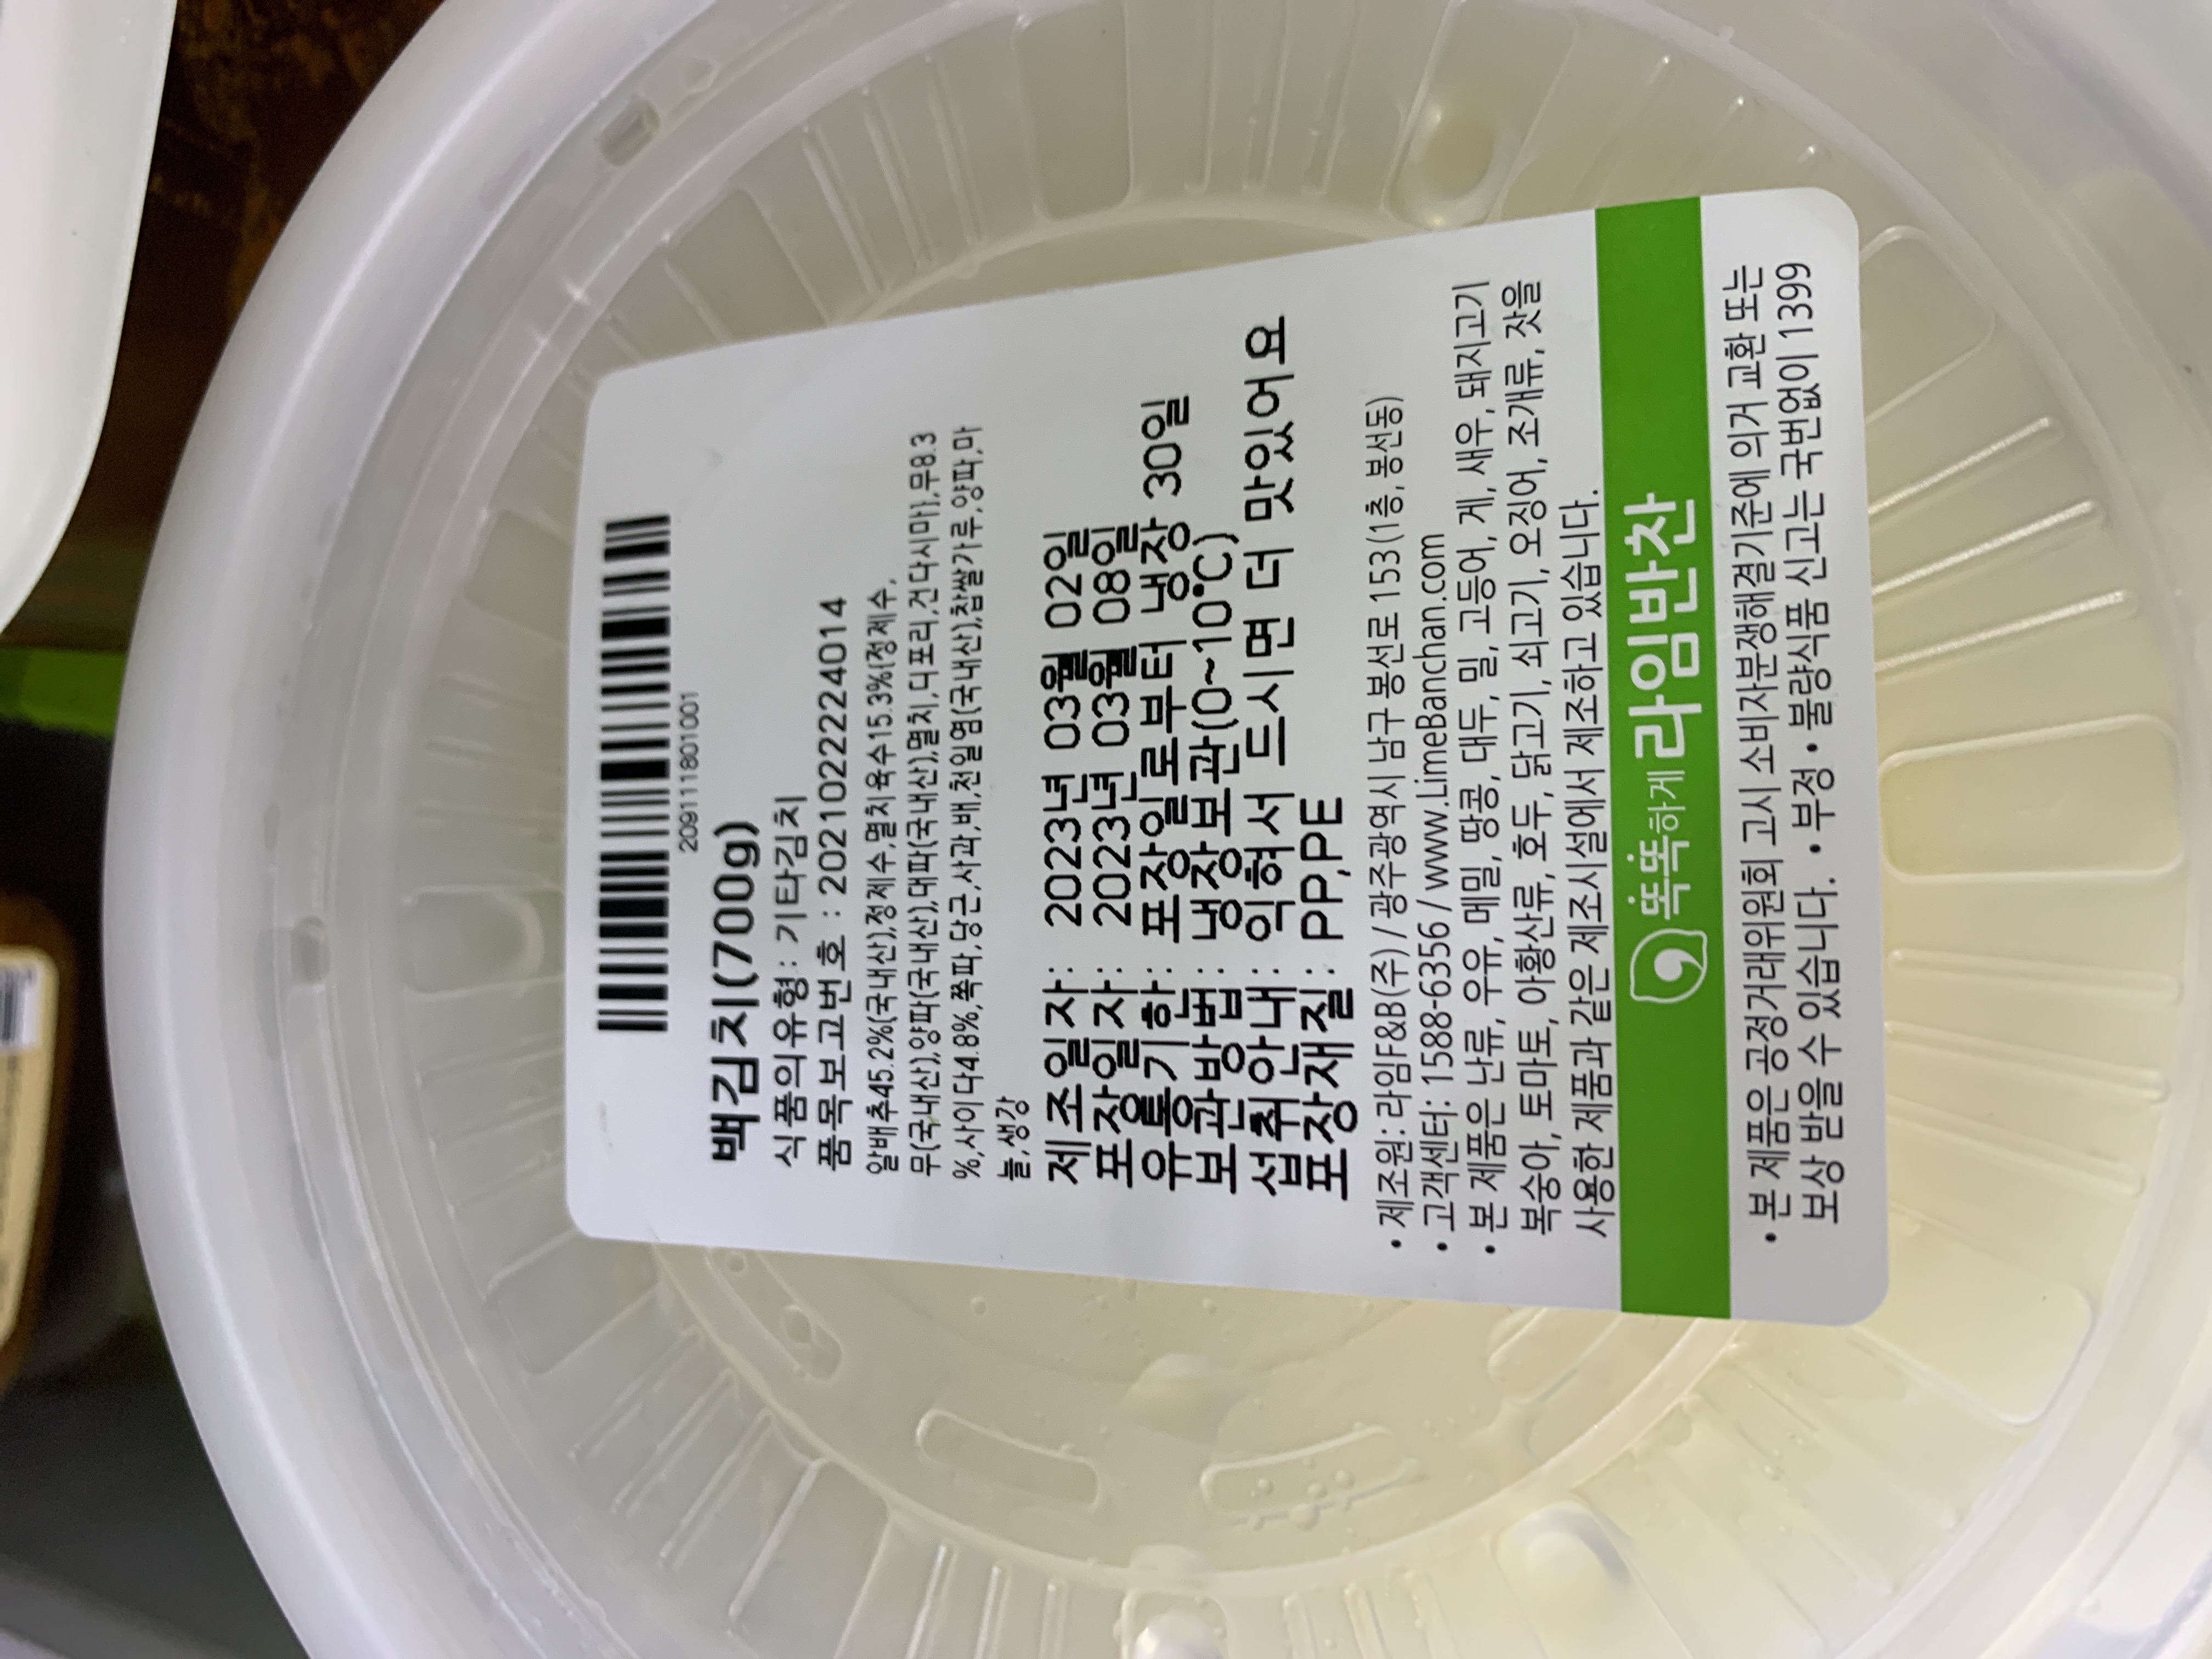 209111801001
백김치(700g)
식품의유형 : 기타김치
품목보고번호 : 20210222224014
알배추45.2%(국내산),정제수,멸치육수15.3%(정제수,
무(국내산),양파(국내산),대파(국내산),멸치,디포리,건다시마),무8.3
%,사이다4.8%,쪽파,당근,사과,배,천일염(국내산),찹쌀가루,양파,마
늘,생강
제조일자: 2023년 03월 02일
포장일자: 2023년 03월 08일
유통기한: 포장일로부터 냉장 30일
보관방법: 냉장보관(0~10°C)
섭취안내: 익혀서 드시면 더 맛있어요
포장재질: PP,PE
• 제조원: 라임F&B(주) / 광주광역시 남구 봉선로 153 (1층, 봉선동)
• 고객센터: 1588-6356 / www.LimeBanchan.com
• 본 제품은 난류, 우유, 메밀, 땅콩, 대두, 밀, 고등어, 게, 새우, 돼지고기
복숭아, 토마토, 아황산류, 호두, 닭고기, 쇠고기, 오징어, 조개류, 잣을
사용한 제품과 같은 제조시설에서 제조하고 있습니다.
똑똑하게 라임반찬
• 본 제품은 공정거래위원회 고시 소비자분쟁해결기준에 의거 교환 또는
보상 받을 수 있습니다. • 부정 • 불량식품 신고는 국번없이 1399